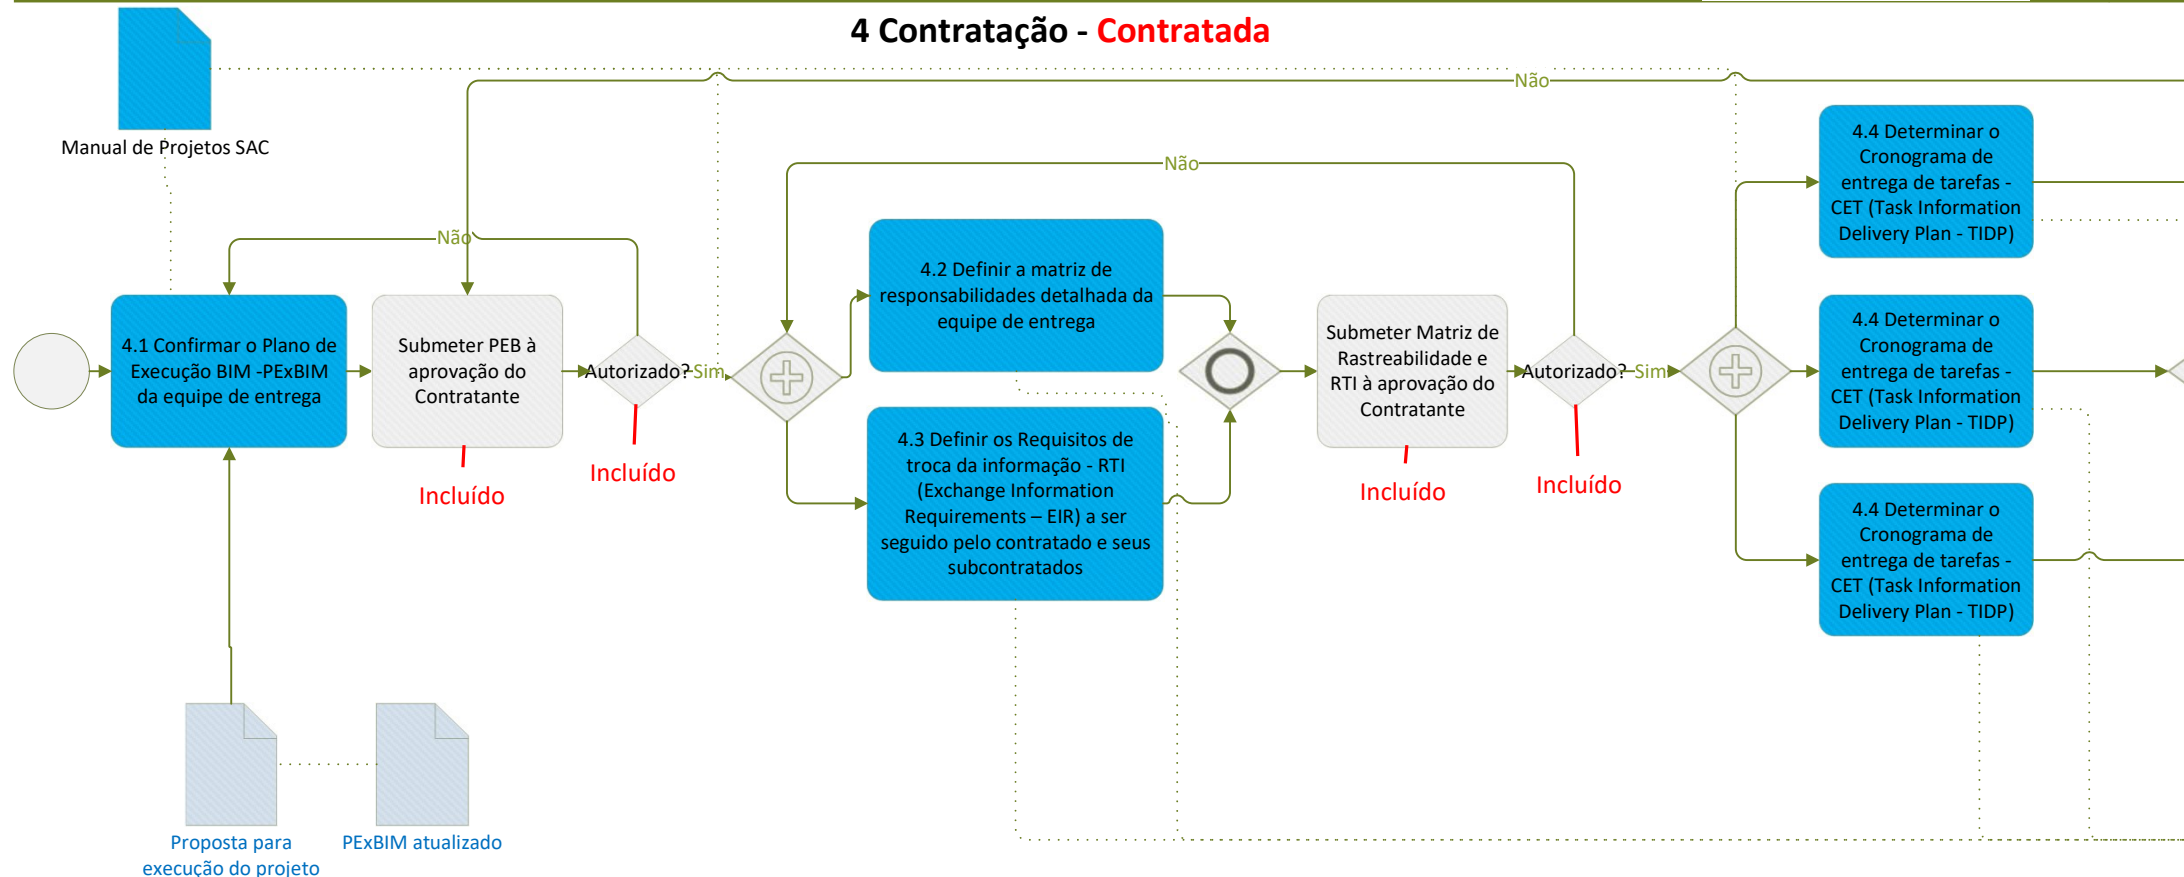 4 Contratação - Contratada
Manual de Projetos SAC
Não
Não
Não
4.1 Confirmar o Plano de
Execução BIM -PExBIM
da equipe de entrega
Submeter PEB à
aprovação do
Contratante
Autorizado?
Sim
Incluído
Incluído
4.2 Definir a matriz de
responsabilidades detalhada da
equipe de entrega
4.3 Definir os Requisitos de
troca da informação - RTI
(Exchange Information
Requirements – EIR) a ser
seguido pelo contratado e seus
subcontratados
Submeter Matriz de
Rastreabilidade e
RTI à aprovação do
Contratante
Autorizado?
Sim
Incluído
Incluído
4.4 Determinar o
Cronograma de
entrega de tarefas -
CET (Task Information
Delivery Plan - TIDP)
4.4 Determinar o
Cronograma de
entrega de tarefas -
CET (Task Information
Delivery Plan - TIDP)
4.4 Determinar o
Cronograma de
entrega de tarefas -
CET (Task Information
Delivery Plan - TIDP)
Proposta para
execução do projeto
PExBIM atualizado